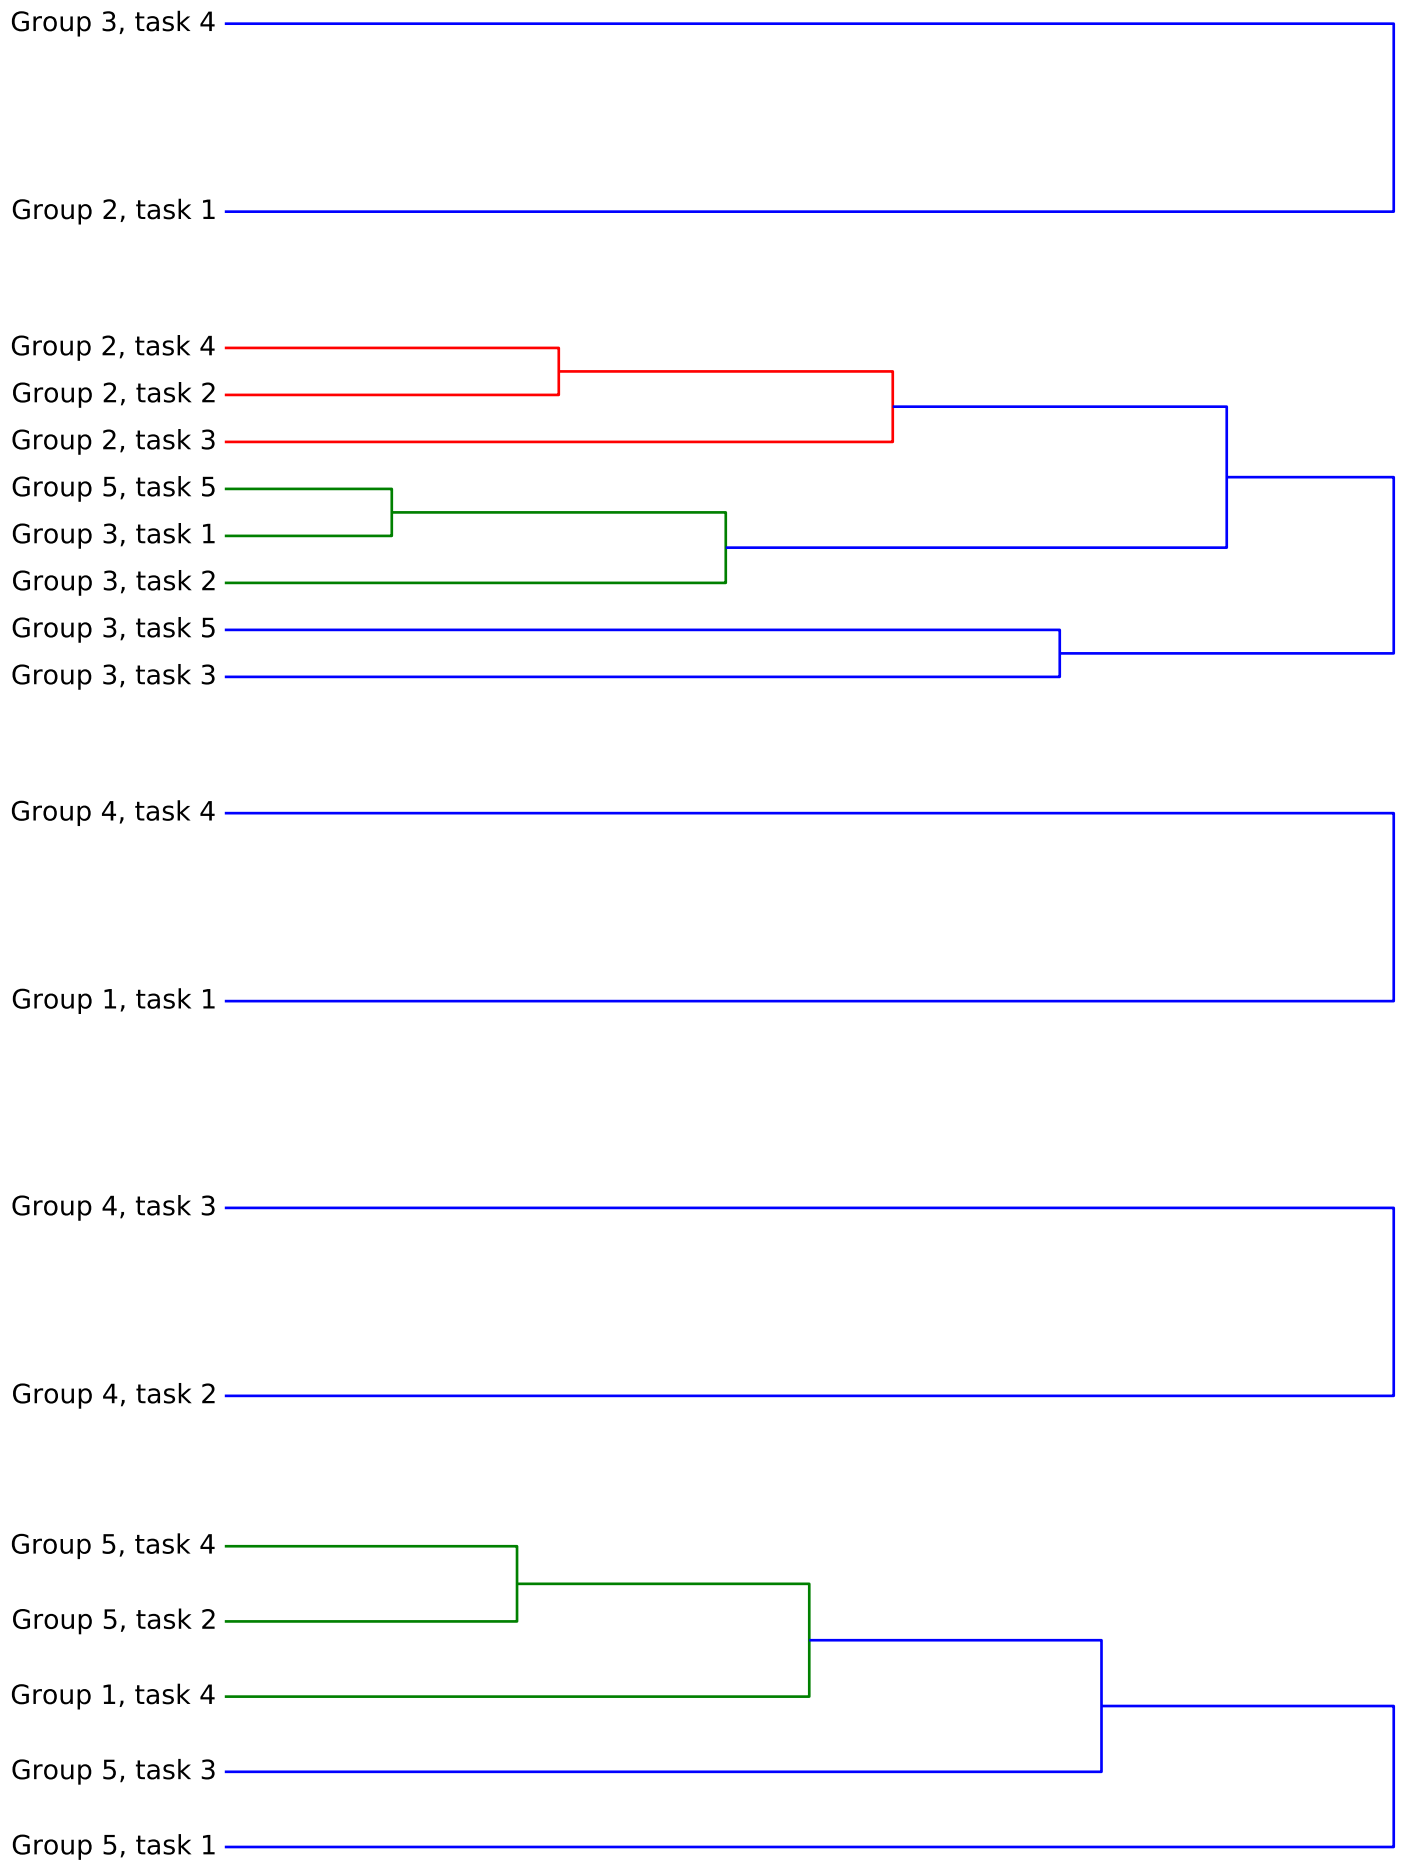 Group 3, task 4
Group 2, task 1
Group 2, task 4
Group 2, task 2
Group 2, task 3
Group 5, task 5
Group 3, task 1
Group 3, task 2
Group 3, task 5
Group 3, task 3
Group 4, task 4
Group 1, task 1
Group 4, task 3
Group 4, task 2
Group 5, task 4
Group 5, task 2
Group 1, task 4
Group 5, task 3
Group 5, task 1